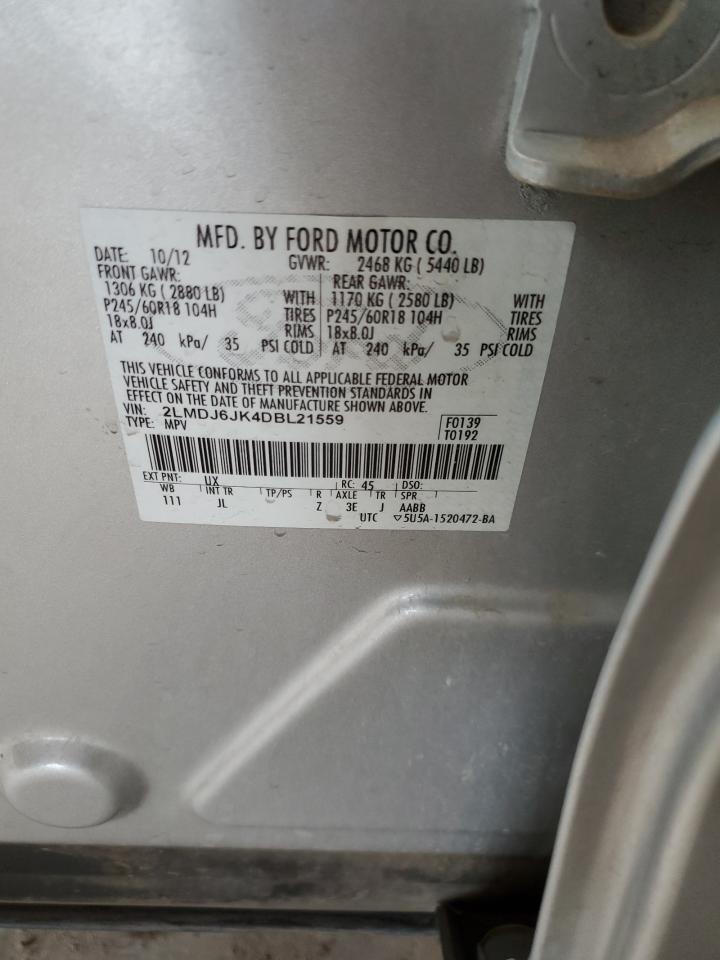 MFD. BY FORD MOTOR CO.
DATE: 10/12 GVWR: 2468 KG ( 5440 LB)
FRONT GAWR: REAR GAWR:
1306 KG ( 2880 LB) WITH 1170 KG ( 2580 LB) WITH
P245/60R18 104H TIRES P245/60R18 104H TIRES
18x8.0J RIMS 18x8.0J RIMS
AT 240 kPa/ 35 PSI COLD AT 240 kPa/ 35 PSI COLD
THIS VEHICLE CONFORMS TO ALL APPLICABLE FEDERAL MOTOR
VEHICLE SAFETY AND THEFT PREVENTION STANDARDS IN
EFFECT ON THE DATE OF MANUFACTURE SHOWN ABOVE.
VIN: 2LMDJ6JK4DBL21559 F0139
TYPE: MPV T0192
EXT PNT: UX RC: 45 DSO:
WB INT TR TP/PS R AXLE TR SPR
111 JL Z 3E J AABB
UTC ▽5U5A-1520472-BA